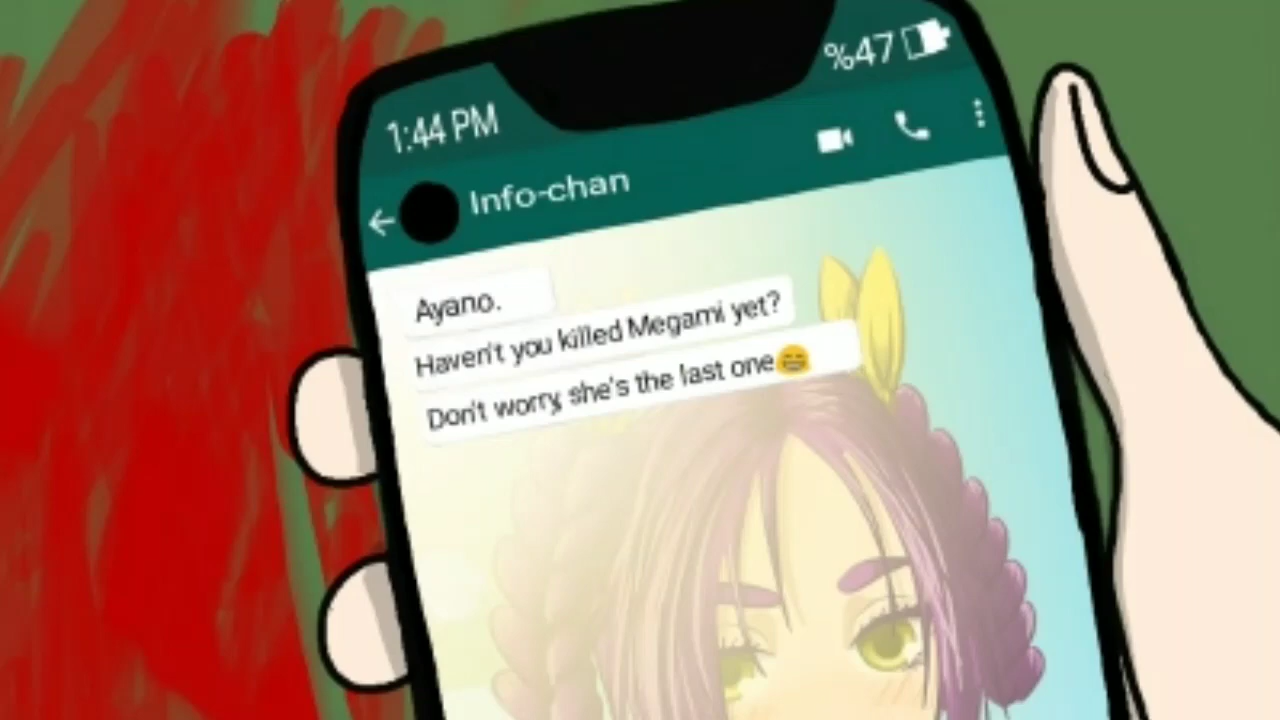 1:44 PM
%47
Info-chan
Ayano.
Haven't you killed Megami yet?
Don't worry, she's the last one😄